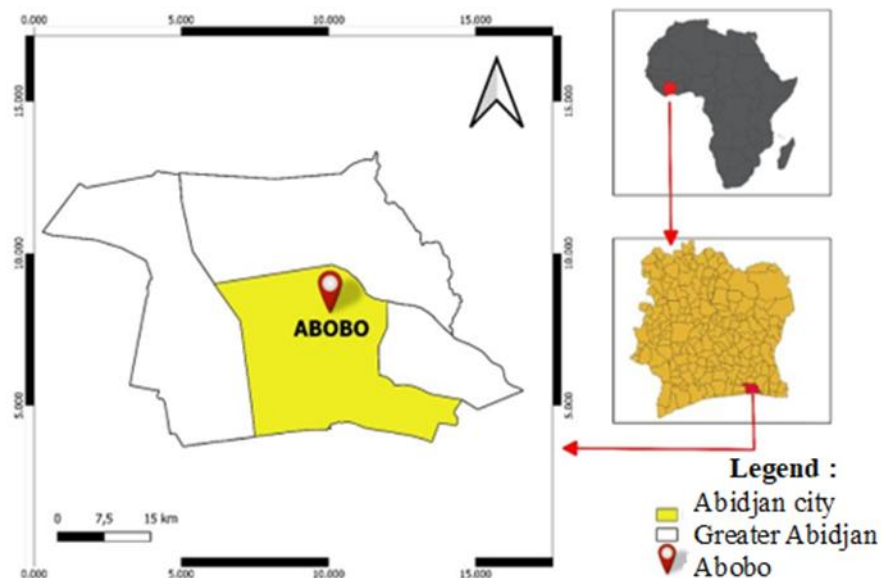 0.000 5.000 10.000 15.000
15.000 15.000
10.000 10.000
ABOBO
5.000 5.000
0 7,5 15 km
0.000 5.000 10.000 15.000
Legend :
Abidjan city
Greater Abidjan
Abobo